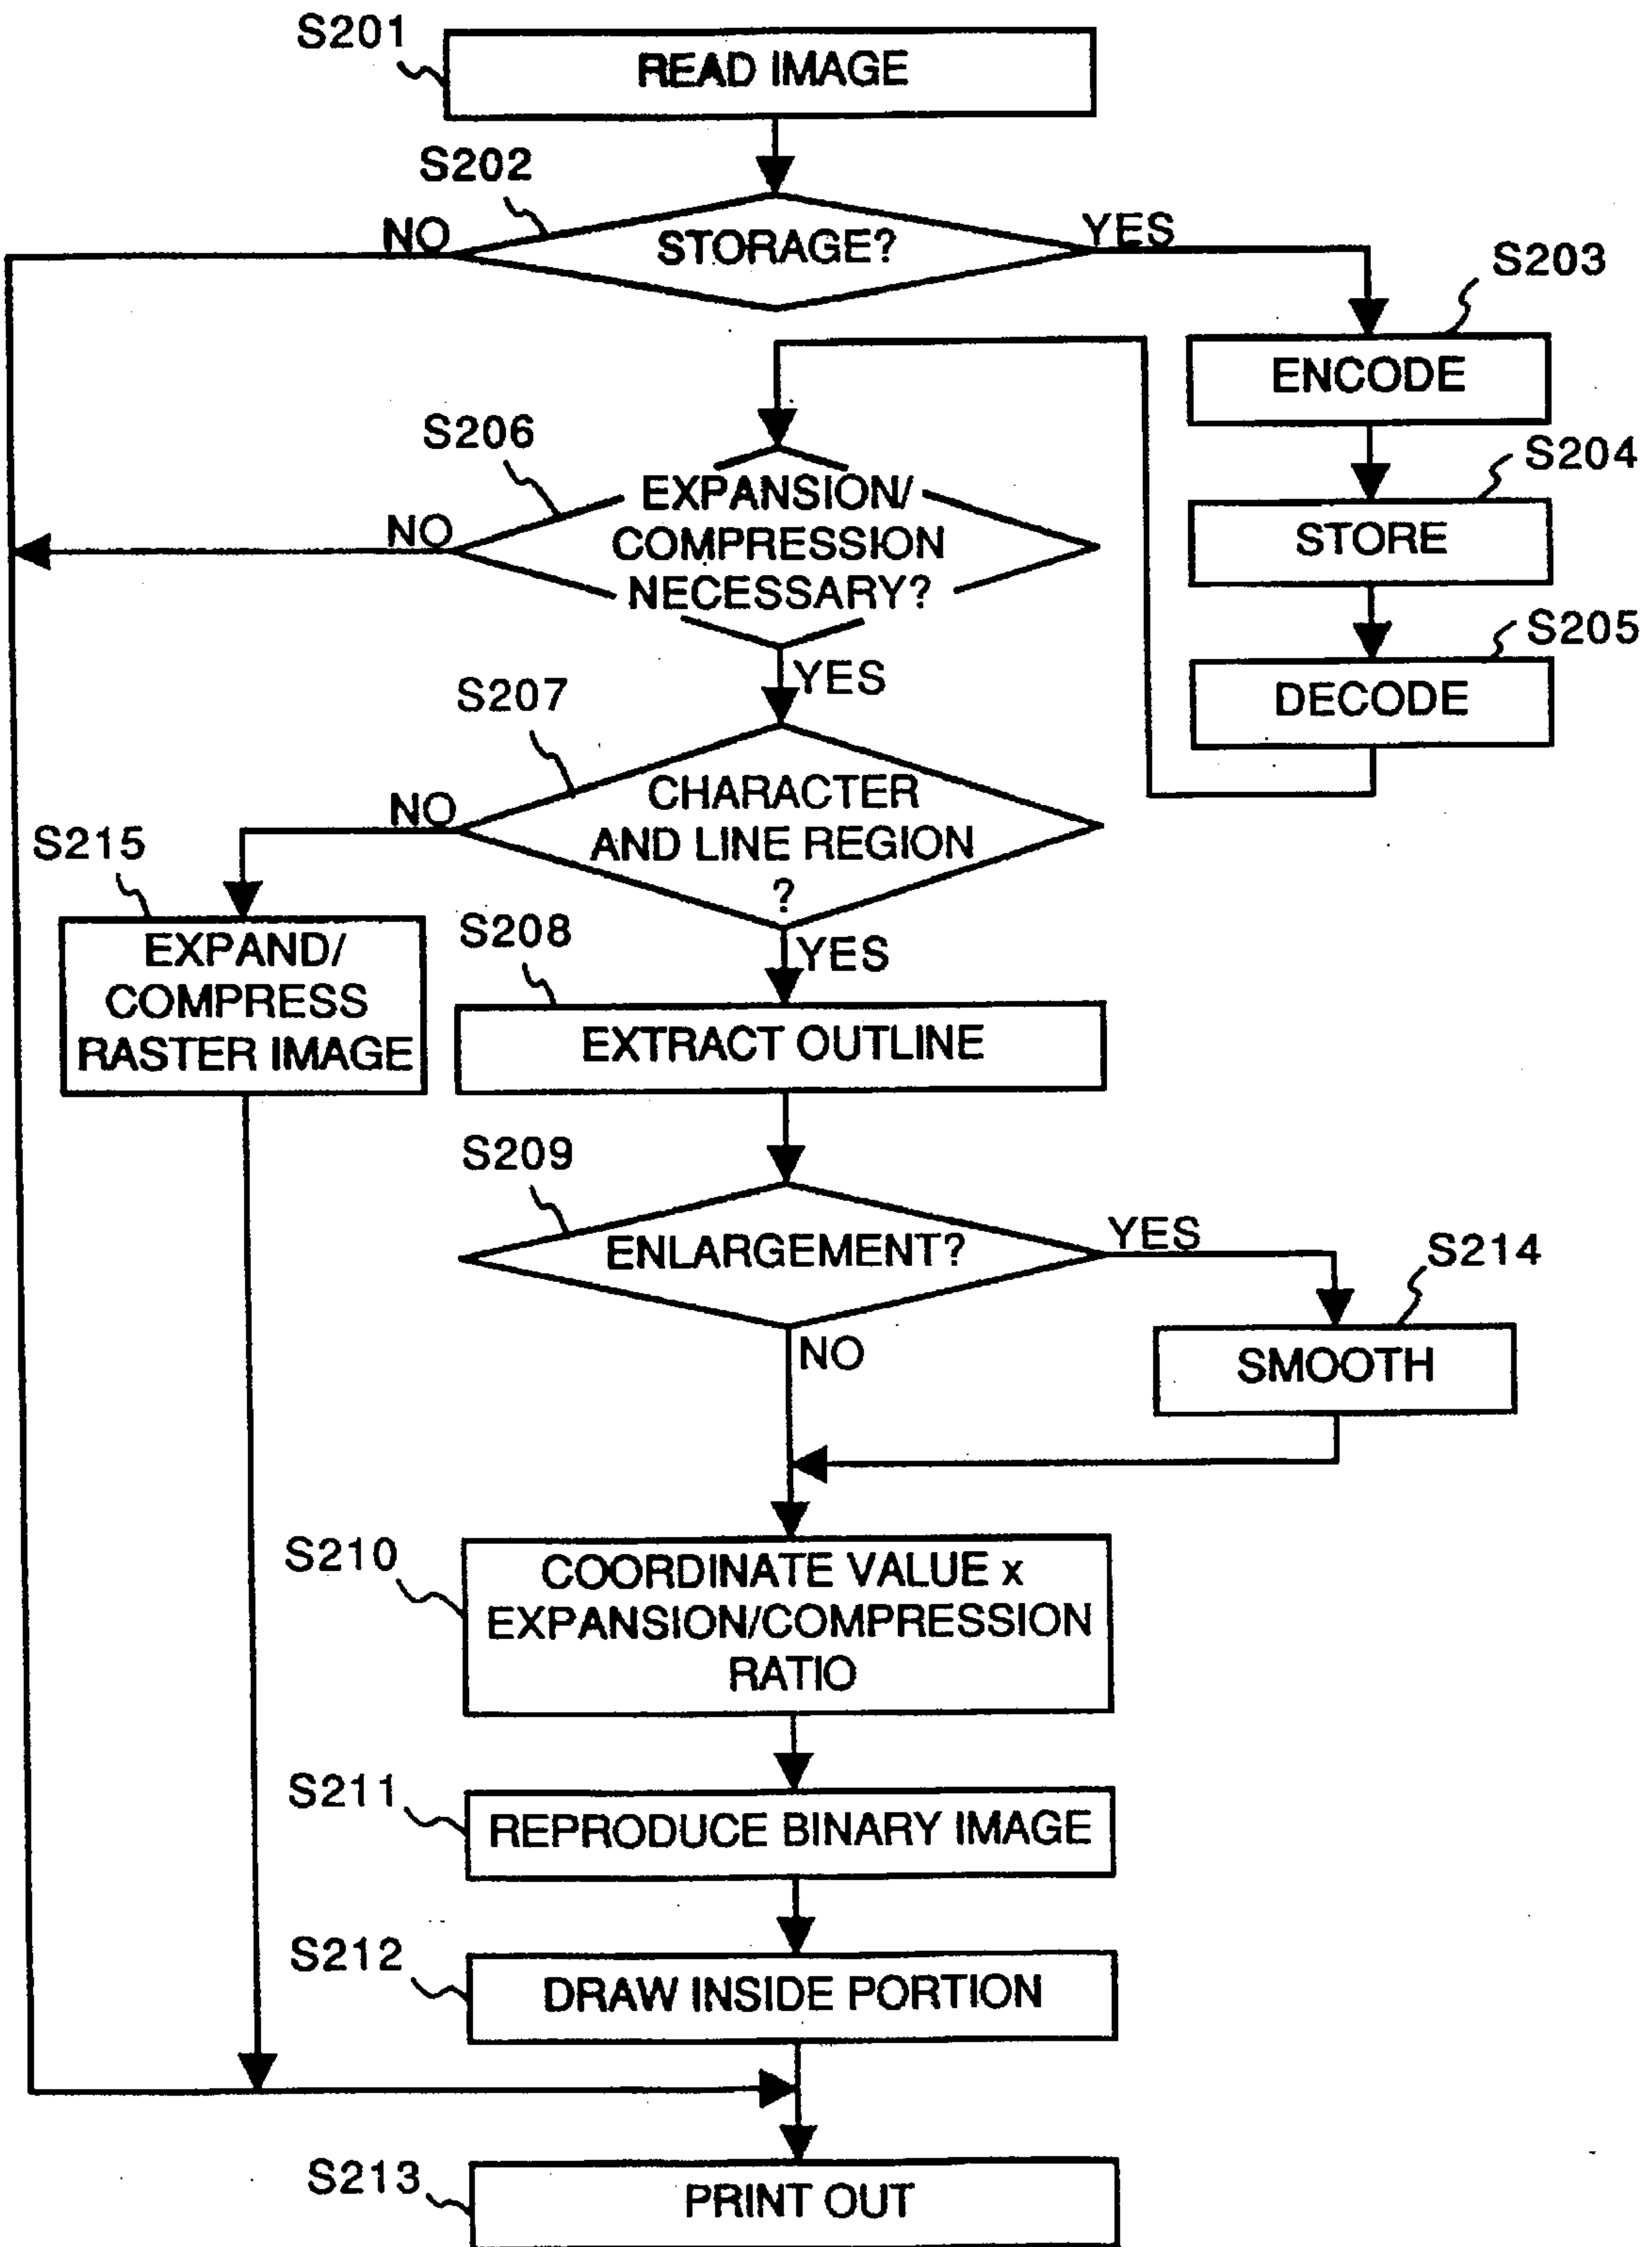 S201
READ IMAGE
S202
NO
STORAGE?
YES
S203
ENCODE
S206
S204
EXPANSION/
NO
COMPRESSION
STORE
NECESSARY?
S205
YES
S207
DECODE
CHARACTER
NO
AND LINE REGION
S215
?
S208
EXPAND/
YES
COMPRESS
RASTER IMAGE
EXTRACT OUTLINE
S209
YES
ENLARGEMENT?
S214
NO
SMOOTH
S210
COORDINATE VALUE x
EXPANSION/COMPRESSION
RATIO
S211
REPRODUCE BINARY IMAGE
S212
DRAW INSIDE PORTION
S213
PRINT OUT